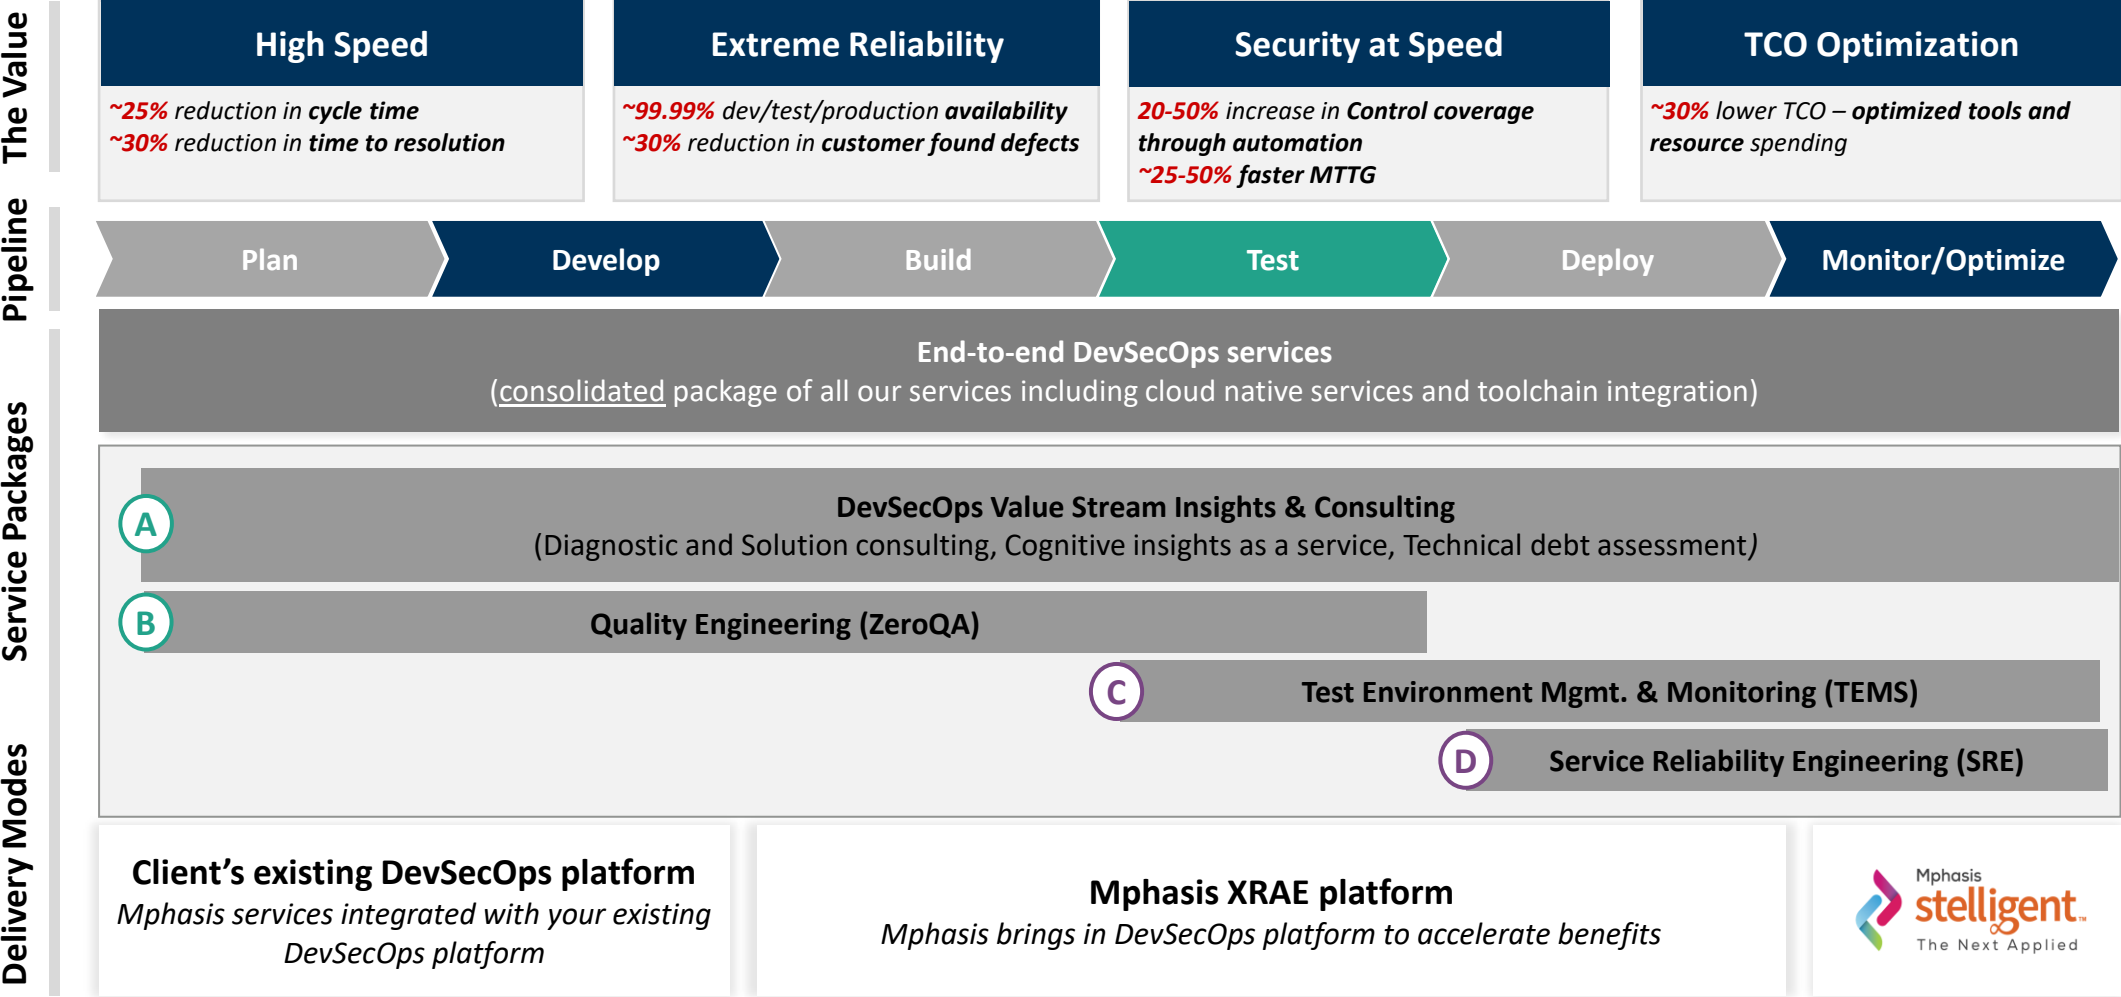 The Value
High Speed
~25% reduction in cycle time
~30% reduction in time to resolution
Extreme Reliability
~99.99% dev/test/production availability
~30% reduction in customer found defects
Security at Speed
20-50% increase in Control coverage
through automation
~25-50% faster MTTG
TCO Optimization
~30% lower TCO – optimized tools and
resource spending
Pipeline
Plan
Develop
Build
Test
Deploy
Monitor/Optimize
Service Packages
End-to-end DevSecOps services
(consolidated package of all our services including cloud native services and toolchain integration)
A
DevSecOps Value Stream Insights & Consulting
(Diagnostic and Solution consulting, Cognitive insights as a service, Technical debt assessment)
B
Quality Engineering (ZeroQA)
C
Test Environment Mgmt. & Monitoring (TEMS)
D
Service Reliability Engineering (SRE)
Delivery Modes
Client’s existing DevSecOps platform
Mphasis services integrated with your existing
DevSecOps platform
Mphasis XRAE platform
Mphasis brings in DevSecOps platform to accelerate benefits
Mphasis
stelligent™
The Next Applied